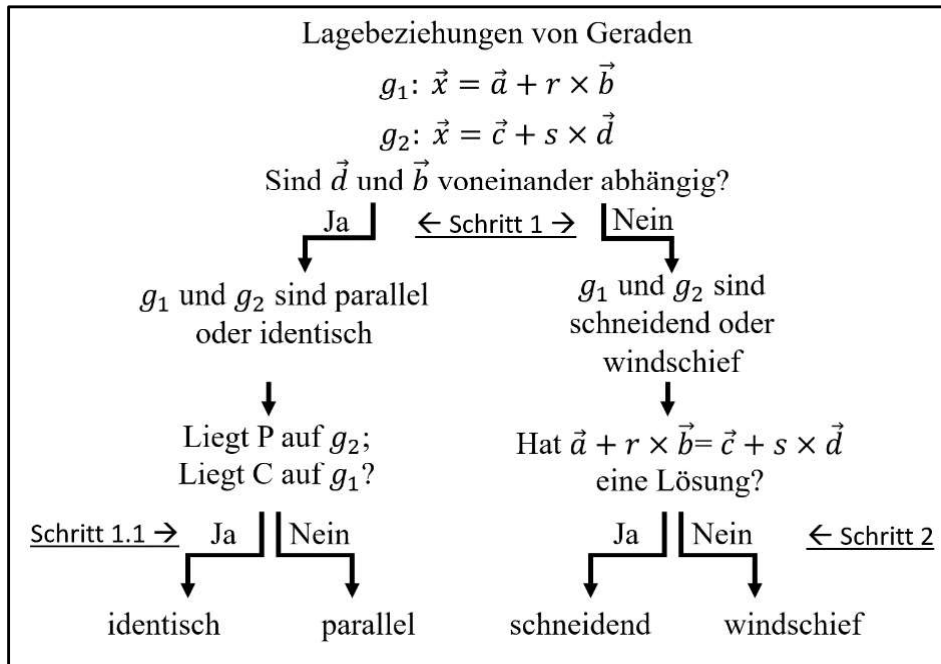 Lagebeziehungen von Geraden
𝑔₁: 𝑥⃗ = 𝑎⃗ + 𝑟 × 𝑏⃗
𝑔₂: 𝑥⃗ = 𝑐⃗ + 𝑠 × 𝑑⃗
Sind 𝑑⃗ und 𝑏⃗ voneinander abhängig?
Ja ← Schritt 1 → Nein
𝑔₁ und 𝑔₂ sind parallel
oder identisch
𝑔₁ und 𝑔₂ sind
schneidend oder
windschief
Liegt P auf 𝑔₂;
Liegt C auf 𝑔₁?
Hat 𝑎⃗ + 𝑟 × 𝑏⃗= 𝑐⃗ + 𝑠 × 𝑑⃗
eine Lösung?
Schritt 1.1 → Ja Nein
Ja Nein ← Schritt 2
identisch parallel schneidend windschief